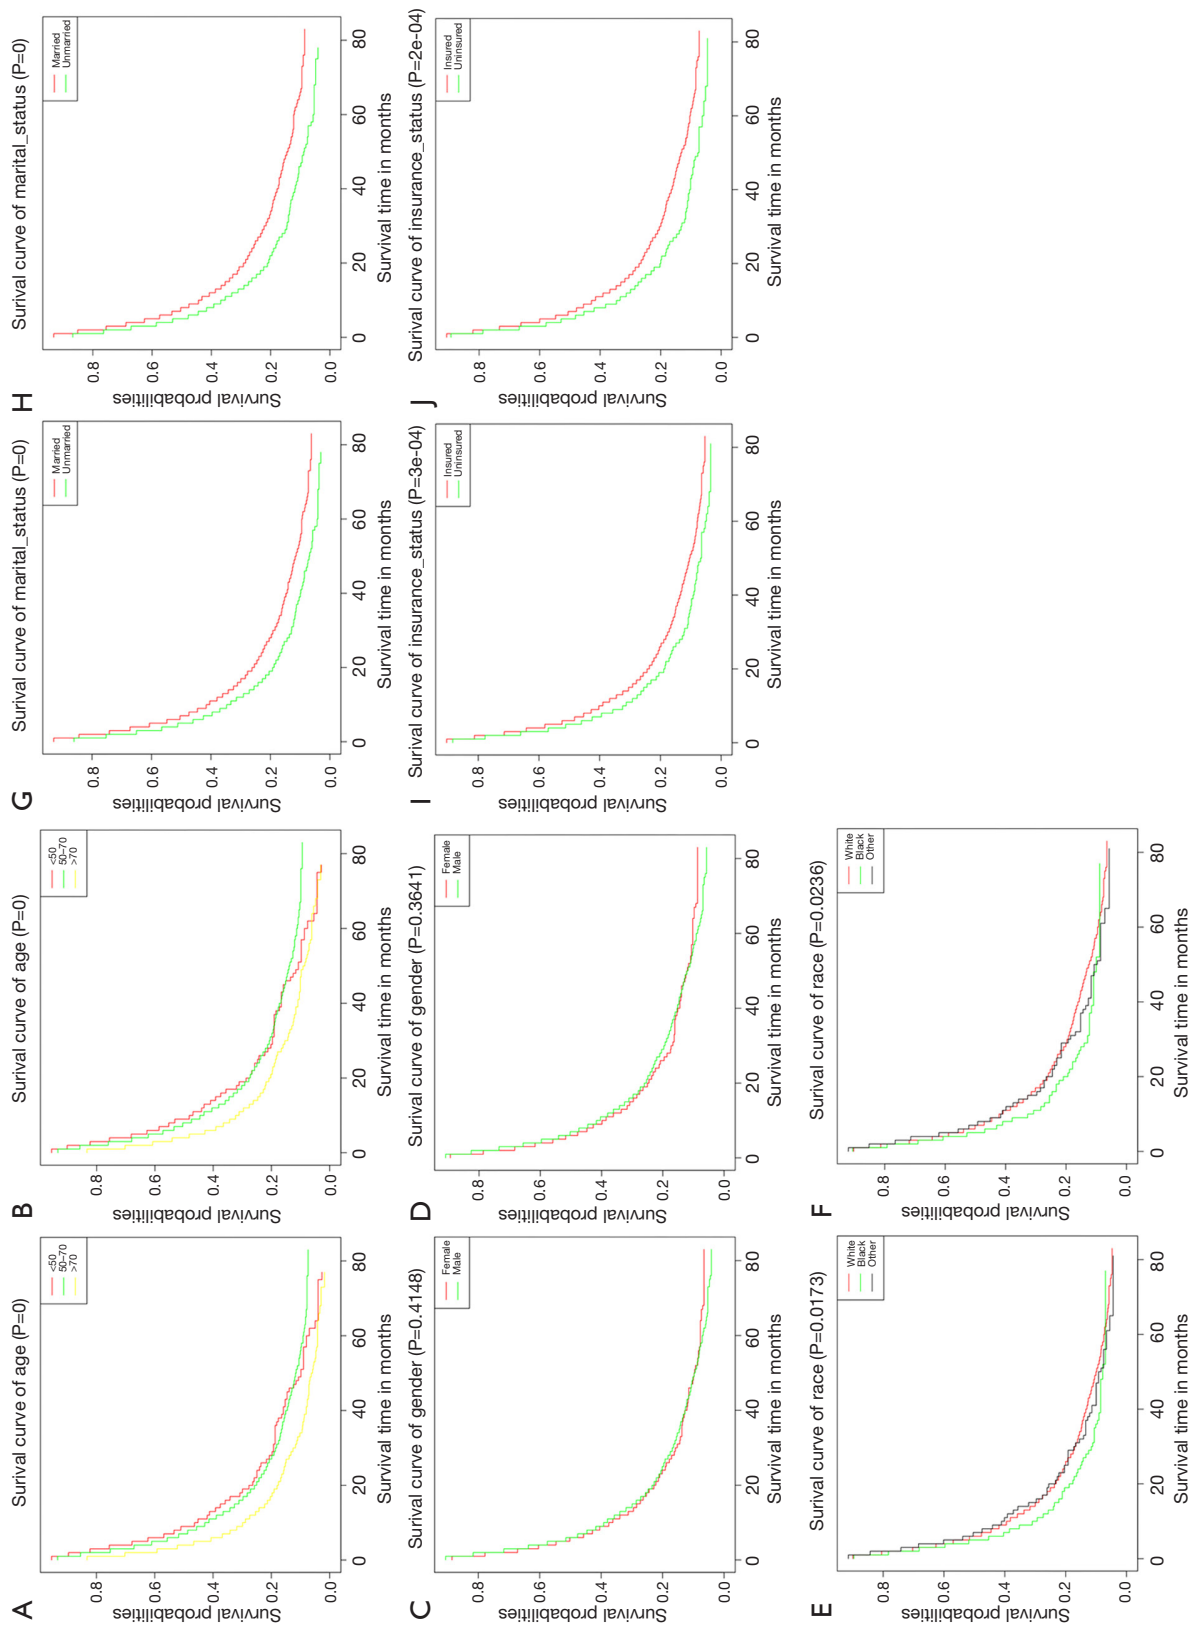 A
Surival curve of age (P=0)
Survival probabilities
0.8
0.6
0.4
0.2
0.0
<50
50–70
>70
0 20 40 60 80
Survival time in months
B
Surival curve of age (P=0)
Survival probabilities
0.8
0.6
0.4
0.2
0.0
<50
50–70
>70
0 20 40 60 80
Survival time in months
G
Surival curve of marital_status (P=0)
Survival probabilities
0.8
0.6
0.4
0.2
0.0
Married
Unmarried
0 20 40 60 80
Survival time in months
H
Surival curve of marital_status (P=0)
Survival probabilities
0.8
0.6
0.4
0.2
0.0
Married
Unmarried
0 20 40 60 80
Survival time in months
C
Surival curve of gender (P=0.4148)
Survival probabilities
0.8
0.6
0.4
0.2
0.0
Female
Male
0 20 40 60 80
Survival time in months
D
Surival curve of gender (P=0.3641)
Survival probabilities
0.8
0.6
0.4
0.2
0.0
Female
Male
0 20 40 60 80
Survival time in months
I
Surival curve of insurance_status (P=3e-04)
Survival probabilities
0.8
0.6
0.4
0.2
0.0
Insured
Uninsured
0 20 40 60 80
Survival time in months
J
Surival curve of insurance_status (P=2e-04)
Survival probabilities
0.8
0.6
0.4
0.2
0.0
Insured
Uninsured
0 20 40 60 80
Survival time in months
E
Surival curve of race (P=0.0173)
Survival probabilities
0.8
0.6
0.4
0.2
0.0
White
Black
Other
0 20 40 60 80
Survival time in months
F
Surival curve of race (P=0.0236)
Survival probabilities
0.8
0.6
0.4
0.2
0.0
White
Black
Other
0 20 40 60 80
Survival time in months